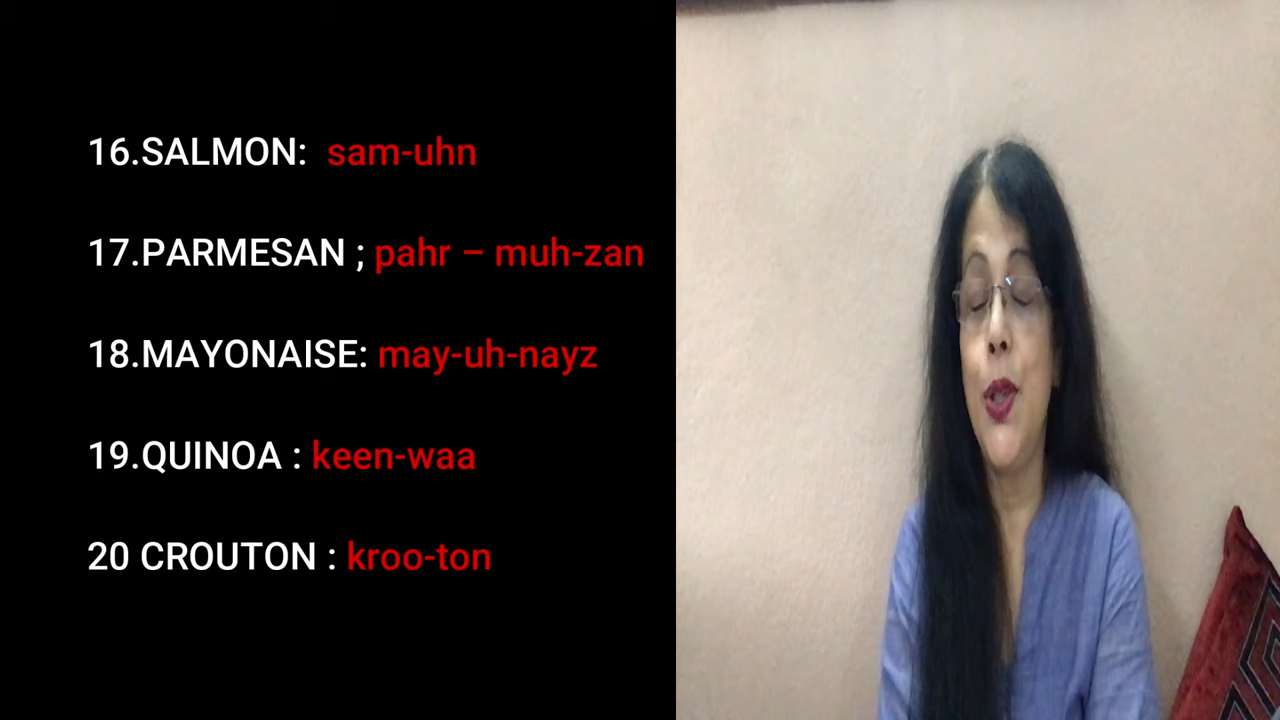 16.SALMON: sam-uhn
17.PARMESAN ; pahr – muh-zan
18.MAYONAISE: may-uh-nayz
19.QUINOA : keen-waa
20 CROUTON : kroo-ton